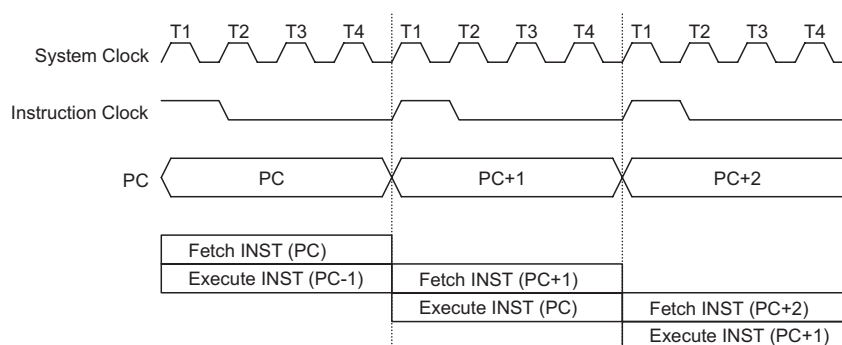 T1 T2 T3 T4 T1 T2 T3 T4 T1 T2 T3 T4
System Clock
Instruction Clock
PC PC PC+1 PC+2
Fetch INST (PC)
Execute INST (PC-1) Fetch INST (PC+1)
Execute INST (PC) Fetch INST (PC+2)
Execute INST (PC+1)